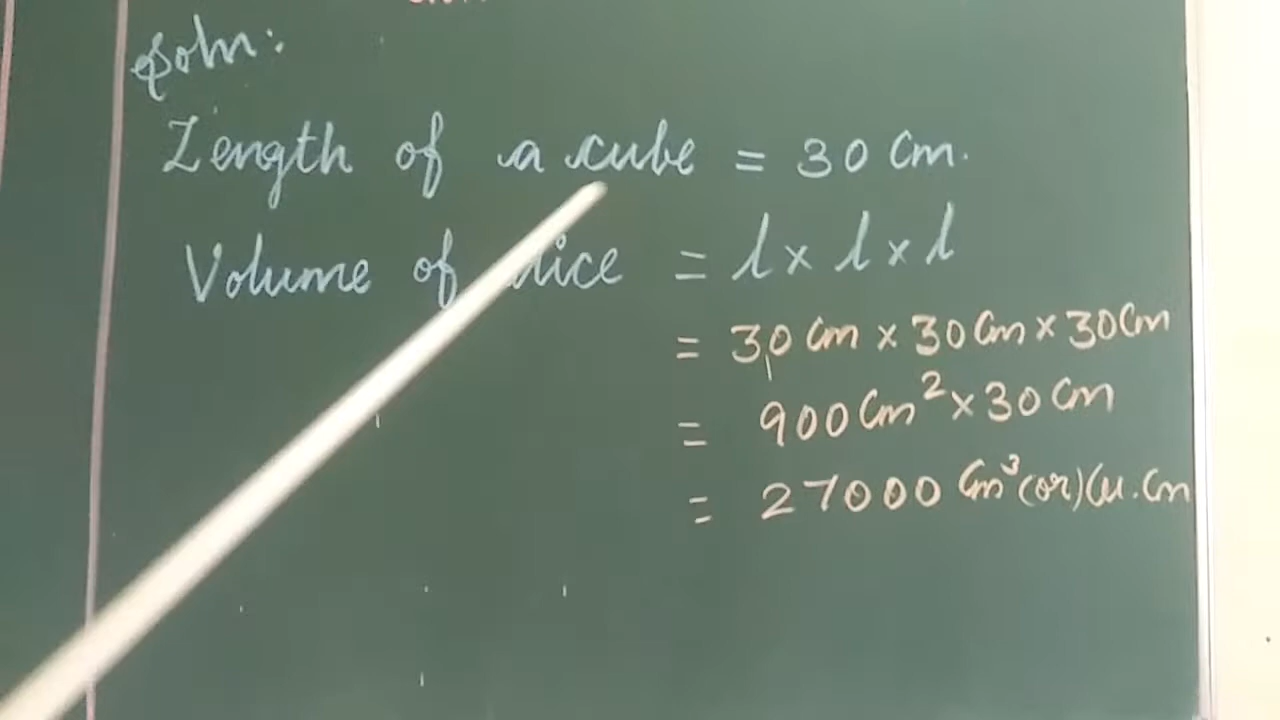 Soln:
Length of a cube = 30 cm.
Volume of dice = l x l x l
= 30 cm x 30 cm x 30 cm
= 900 cm² x 30 cm
= 27000 cm³ (or) Cu.cm